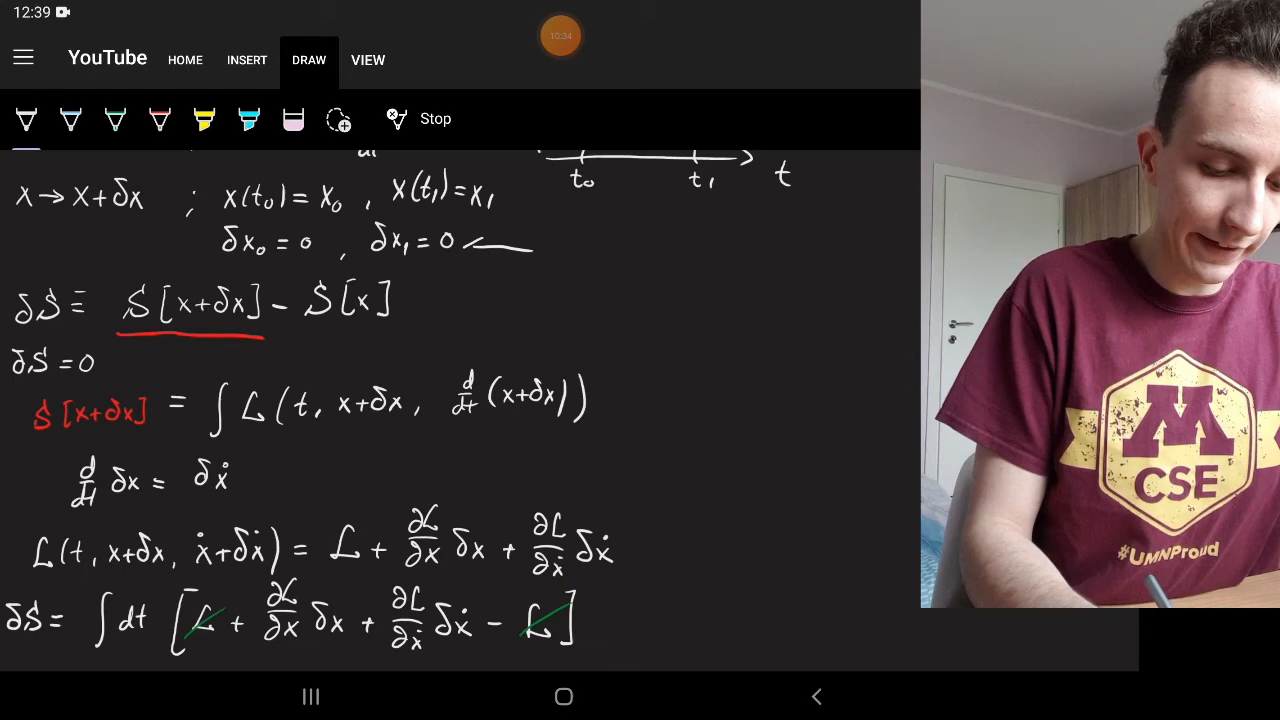 12:39
10:34
YouTube HOME INSERT DRAW VIEW
Stop
t₀ t₁ t
x → x+δx ; x(t₀) = x₀ , x(t₁) = x₁
δx₀ = 0 , δx₁ = 0
δS ≡ S[x+δx] - S[x]
δS = 0
S[x+δx] = ∫ L(t, x+δx, d/dt (x+δx))
d/dt δx = δẋ
L(t, x+δx, ẋ+δẋ) = L + ∂L/∂x δx + ∂L/∂ẋ δẋ
δS = ∫ dt [L + ∂L/∂x δx + ∂L/∂ẋ δẋ - L]
M
CSE
#UMNProud